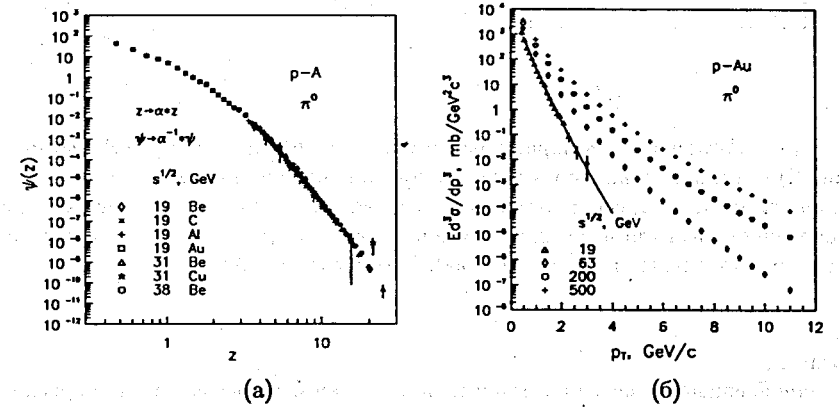 10³
10²
10
1
10⁻¹
10⁻²
10⁻³
10⁻⁴
10⁻⁵
10⁻⁶
10⁻⁷
10⁻⁸
10⁻⁹
10⁻¹⁰
10⁻¹¹
10⁻¹²
ψ(z)
p-A
π⁰
z→α•z
ψ→α⁻¹•ψ
s^1/2, GeV
19 Be
19 C
19 Al
19 Au
31 Be
31 Cu
38 Be
1 10
z
(а)
10⁴
10³
10²
10
1
10⁻¹
10⁻²
10⁻³
10⁻⁴
10⁻⁵
10⁻⁶
10⁻⁷
10⁻⁸
Ed³σ/dp³, mb/GeV²c³
p-Au
π⁰
s^1/2, GeV
19
63
200
500
0 2 4 6 8 10 12
p_T, GeV/c
(б)